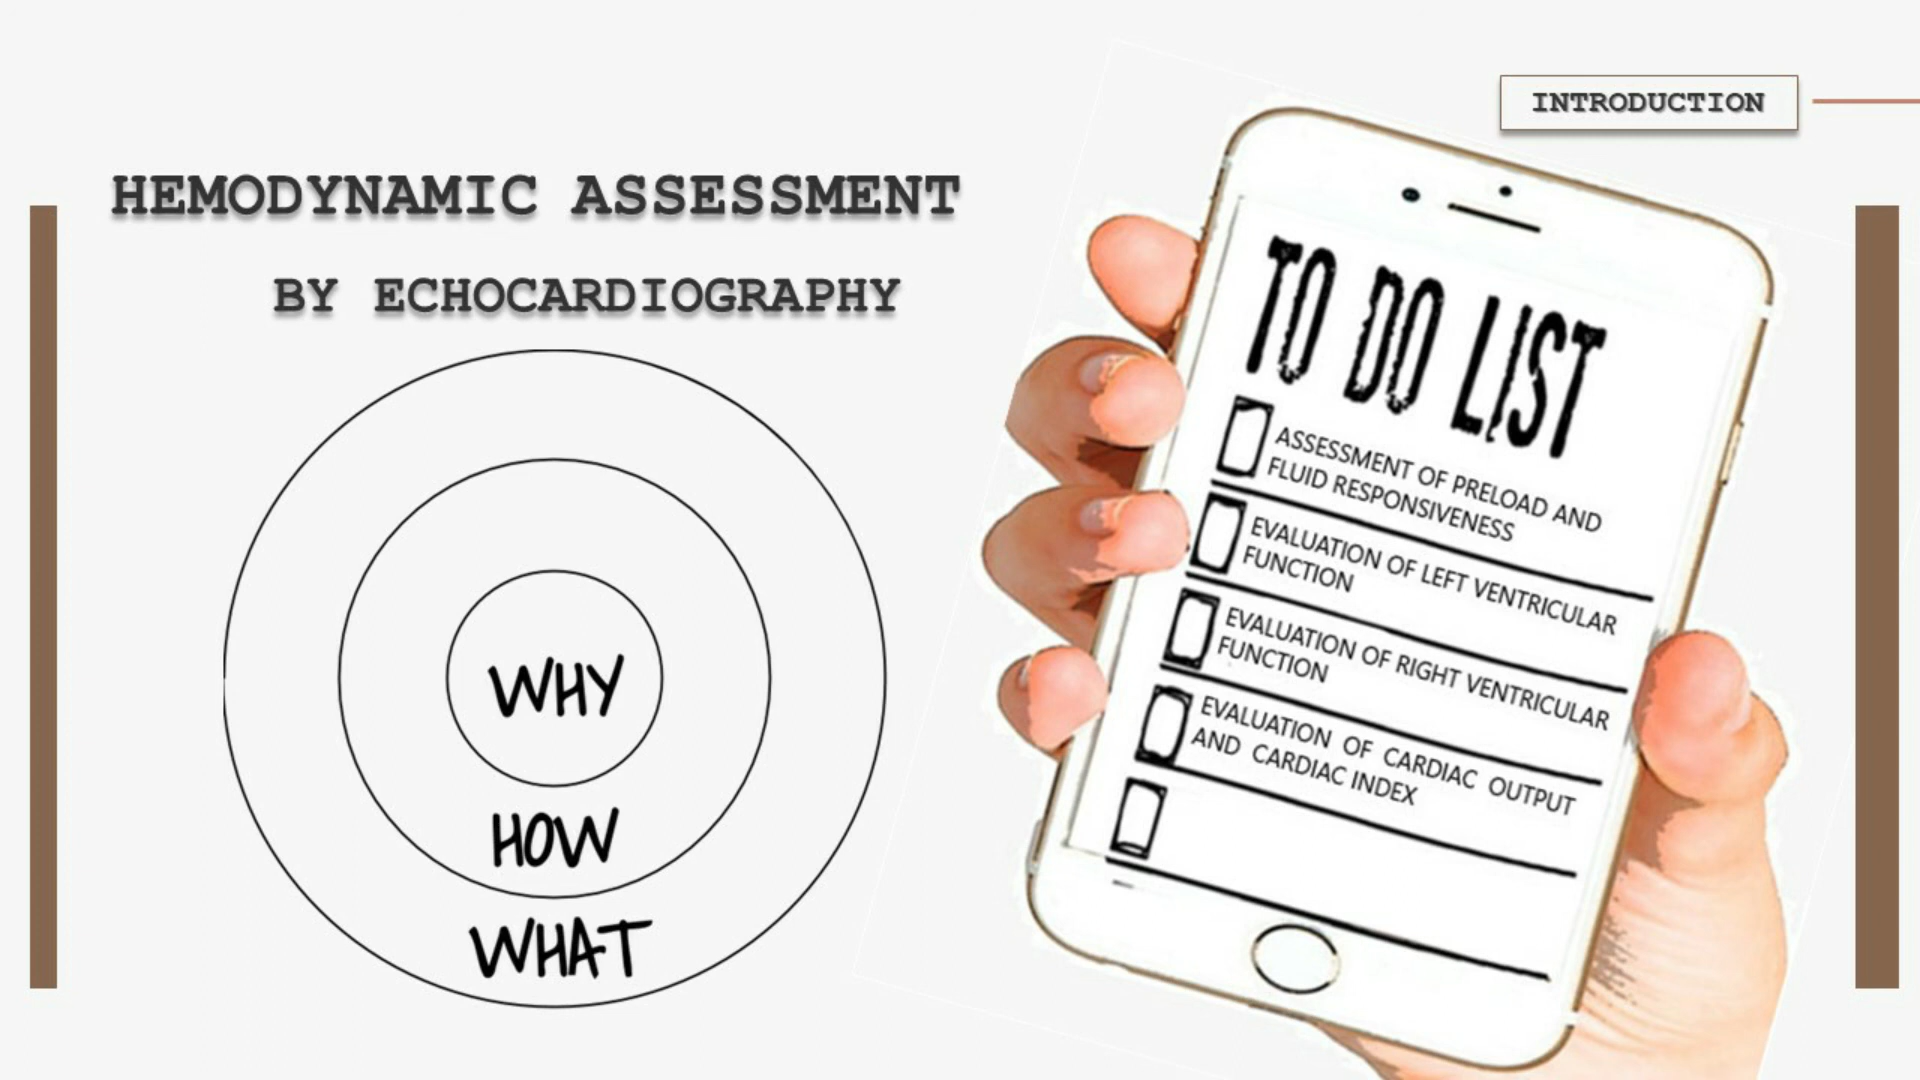 INTRODUCTION
HEMODYNAMIC ASSESSMENT
BY ECHOCARDIOGRAPHY
WHY
HOW
WHAT
TO DO LIST
ASSESSMENT OF PRELOAD AND
FLUID RESPONSIVENESS
EVALUATION OF LEFT VENTRICULAR
FUNCTION
EVALUATION OF RIGHT VENTRICULAR
FUNCTION
EVALUATION OF CARDIAC OUTPUT
AND CARDIAC INDEX